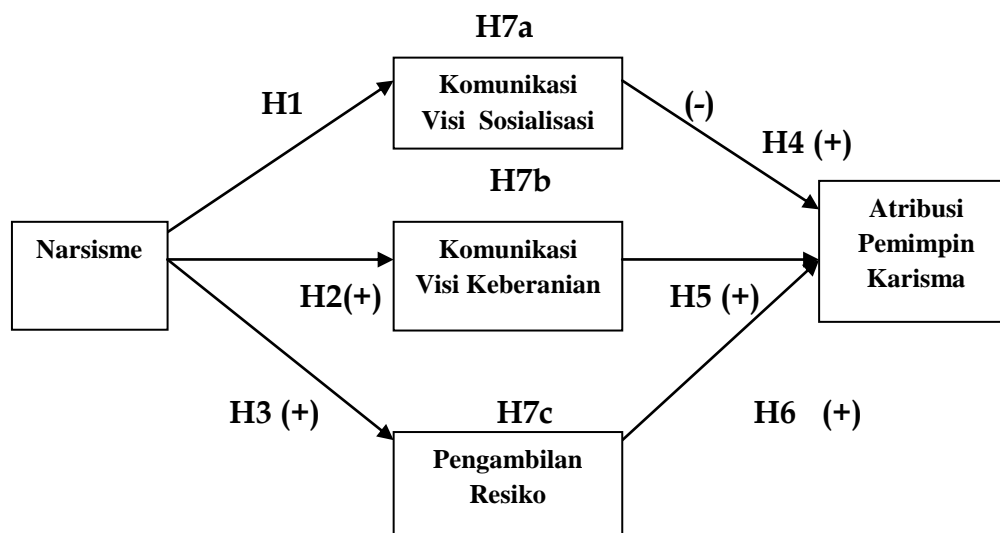 H7a
Komunikasi
Visi Sosialisasi
H1
(-)
H4 (+)
H7b
Narsisme
Komunikasi
Visi Keberanian
Atribusi
Pemimpin
Karisma
H2(+)
H5 (+)
H3 (+)
H7c
H6 (+)
Pengambilan
Resiko